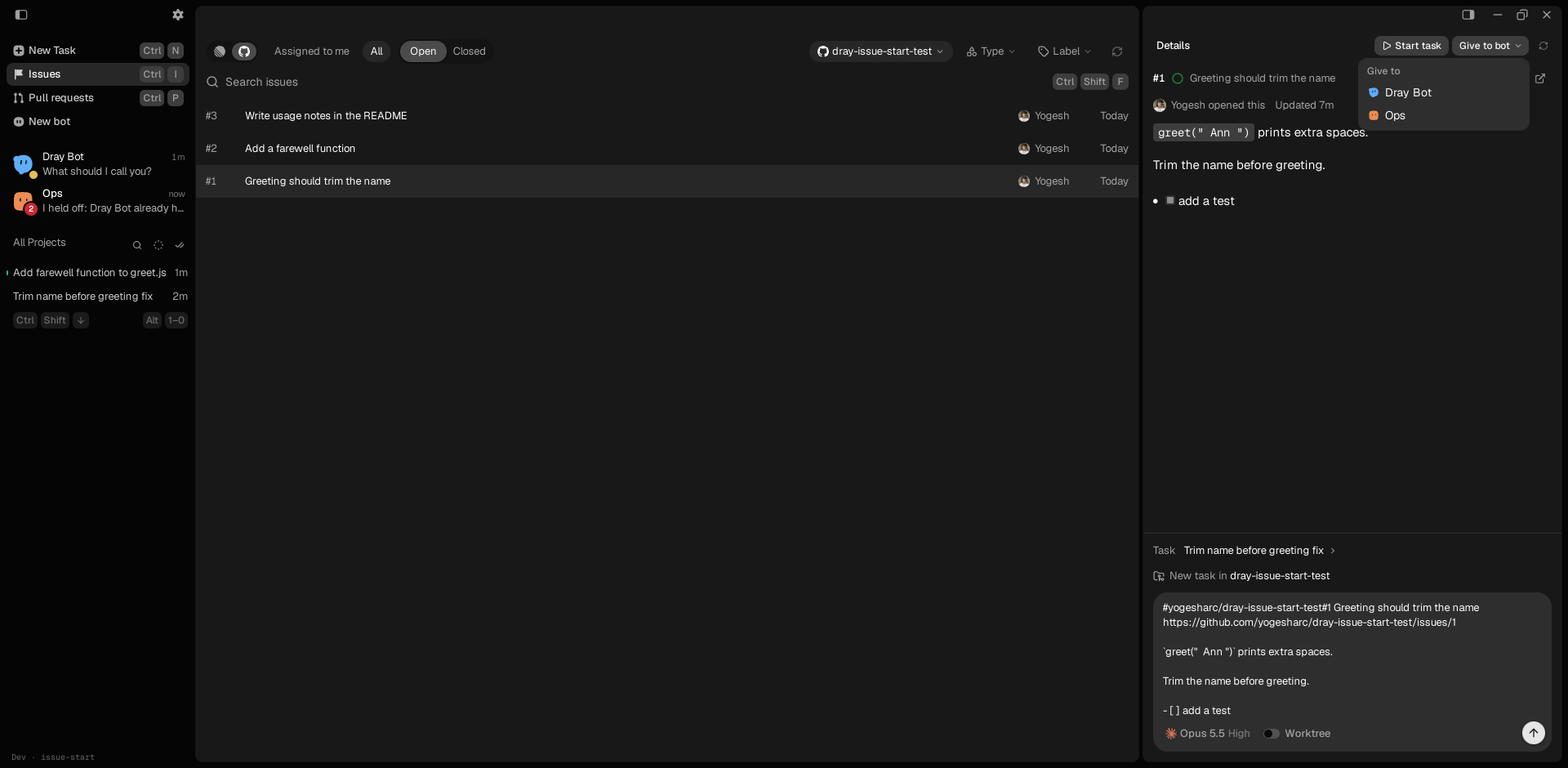 New Task Ctrl N
Issues Ctrl I
Pull requests Ctrl P
New bot
Dray Bot 1m
What should I call you?
Ops now
2 I held off: Dray Bot already h...
All Projects
Add farewell function to greet.js 1m
Trim name before greeting fix 2m
Ctrl Shift ↓ Alt 1–0
Dev · issue-start
Assigned to me All Open Closed dray-issue-start-test Type Label
Search issues Ctrl Shift F
#3 Write usage notes in the README Yogesh Today
#2 Add a farewell function Yogesh Today
#1 Greeting should trim the name Yogesh Today
Details Start task Give to bot
Give to
Dray Bot
Ops
#1 Greeting should trim the name
Yogesh opened this Updated 7m
greet(" Ann ") prints extra spaces.
Trim the name before greeting.
• add a test
Task Trim name before greeting fix >
New task in dray-issue-start-test
#yogesharc/dray-issue-start-test#1 Greeting should trim the name
https://github.com/yogesharc/dray-issue-start-test/issues/1
`greet("  Ann ")` prints extra spaces.
Trim the name before greeting.
- [ ] add a test
Opus 5.5 High Worktree